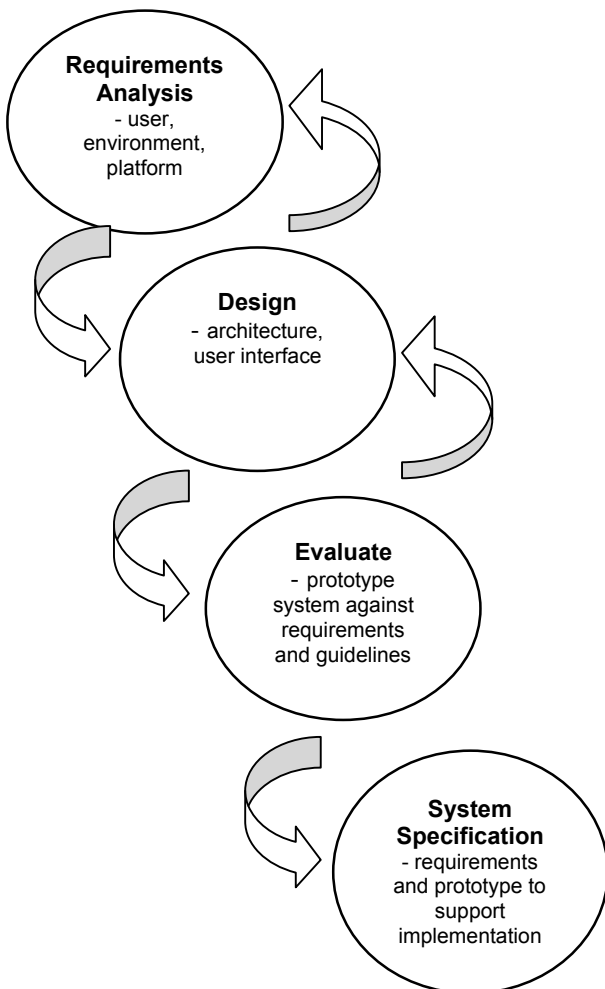 Requirements
Analysis
- user,
environment,
platform
Design
- architecture,
user interface
Evaluate
- prototype
system against
requirements
and guidelines
System
Specification
- requirements
and prototype to
support
implementation